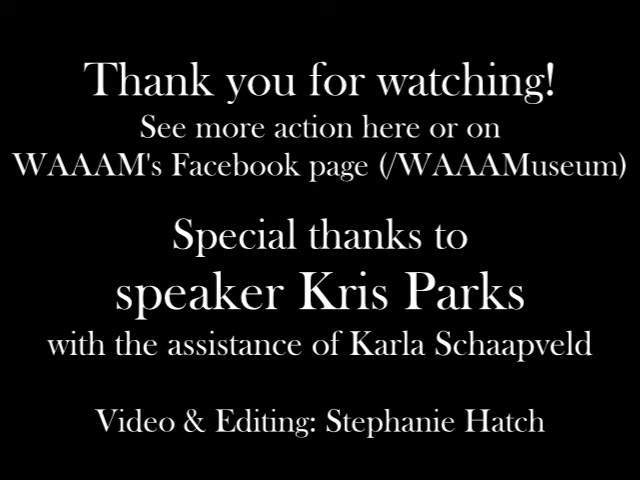 Thank you for watching!
See more action here or on
WAAAM's Facebook page (/WAAAMuseum)
Special thanks to
speaker Kris Parks
with the assistance of Karla Schaapveld
Video & Editing: Stephanie Hatch